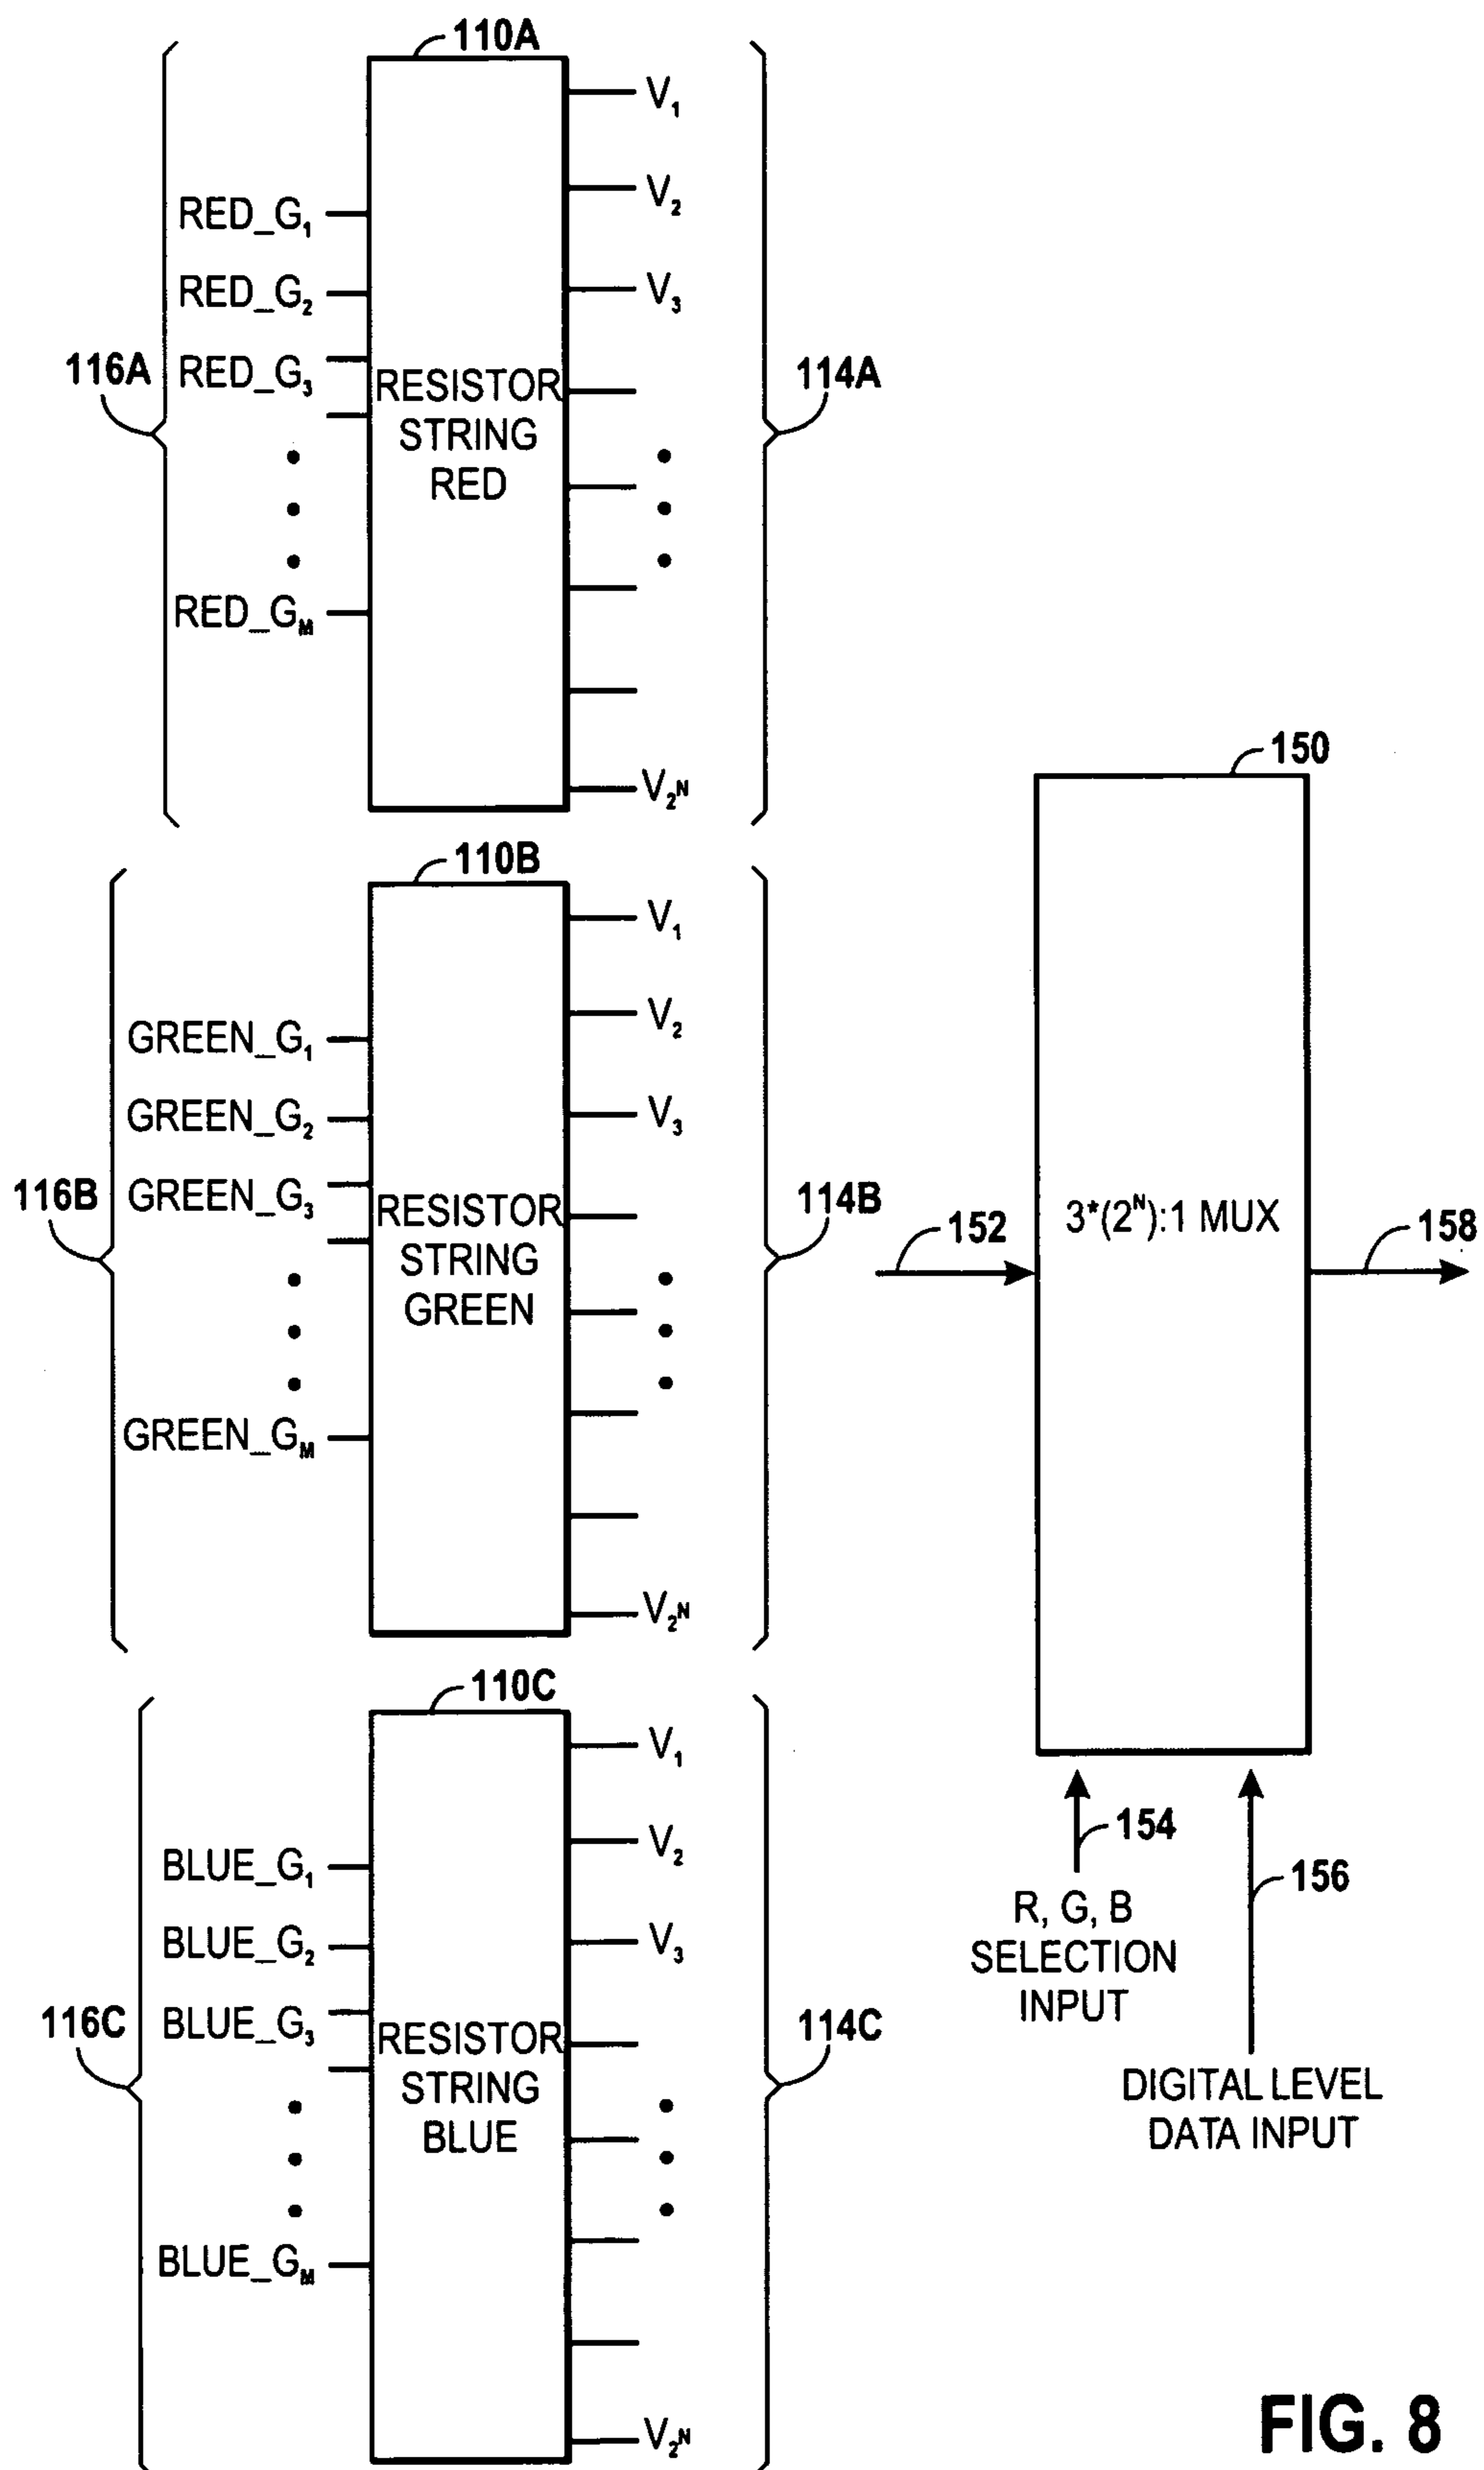 110A
V₁
V₂
RED_G₁
RED_G₂
V₃
116A
RED_G₃
RESISTOR
STRING
RED
114A
RED_Gₘ
V₂ᴺ
110B
V₁
V₂
GREEN_G₁
GREEN_G₂
V₃
116B
GREEN_G₃
RESISTOR
STRING
GREEN
114B
GREEN_Gₘ
V₂ᴺ
110C
V₁
V₂
BLUE_G₁
BLUE_G₂
V₃
116C
BLUE_G₃
RESISTOR
STRING
BLUE
114C
BLUE_Gₘ
V₂ᴺ
150
152
3*(2ᴺ):1 MUX
158
154
R, G, B
SELECTION
INPUT
156
DIGITAL LEVEL
DATA INPUT
FIG. 8